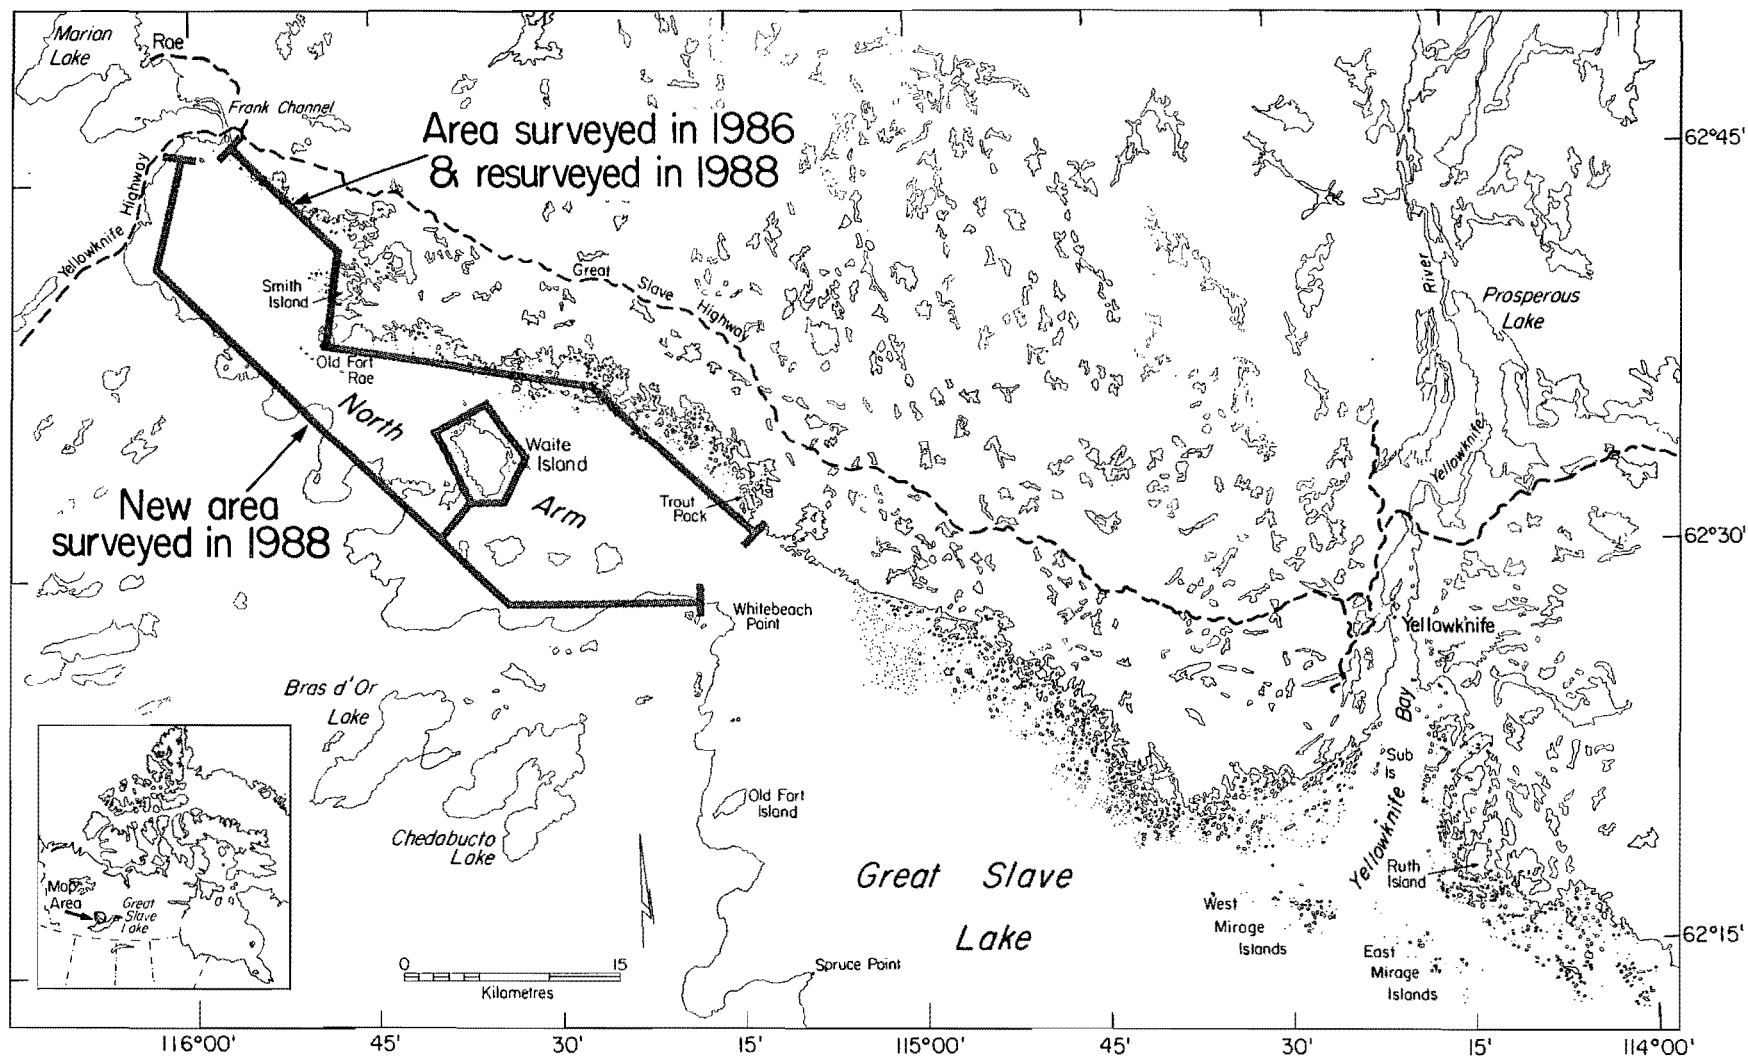 Marian
Lake
Rae
Frank Channel
Area surveyed in 1986
& resurveyed in 1988
62°45'
Yellowknife Highway
Great Slave Highway
Smith
Island
River
Prosperous
Lake
Old Fort
Rae
North
Arm
Waite
Island
Yellowknife
Trout
Rock
New area
surveyed in 1988
62°30'
Whitebeach
Point
Yellowknife
Bras d'Or
Lake
Yellowknife Bay
Sub
Is
Old Fort
Island
Chedabucto
Lake
Great Slave
Lake
Ruth
Island
Map
Area
Great
Slave
Lake
West
Mirage
Islands
62°15'
East
Mirage
Islands
Spruce Point
0 15
Kilometres
116°00' 45' 30' 15' 115°00' 45' 30' 15' 114°00'